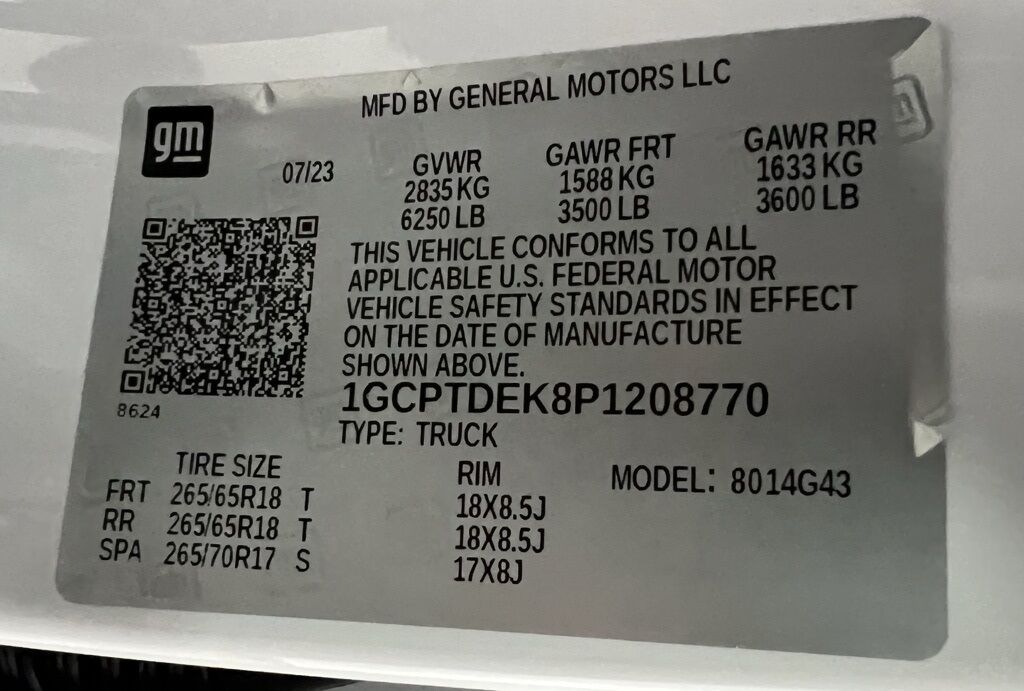 MFD BY GENERAL MOTORS LLC
gm
07/23
GVWR GAWR FRT GAWR RR
2835 KG 1588 KG 1633 KG
6250 LB 3500 LB 3600 LB
THIS VEHICLE CONFORMS TO ALL
APPLICABLE U.S. FEDERAL MOTOR
VEHICLE SAFETY STANDARDS IN EFFECT
ON THE DATE OF MANUFACTURE
SHOWN ABOVE.
8624
1GCPTDEK8P1208770
TYPE: TRUCK
TIRE SIZE RIM MODEL: 8014G43
FRT 265/65R18 T 18X8.5J
RR 265/65R18 T 18X8.5J
SPA 265/70R17 S 17X8J